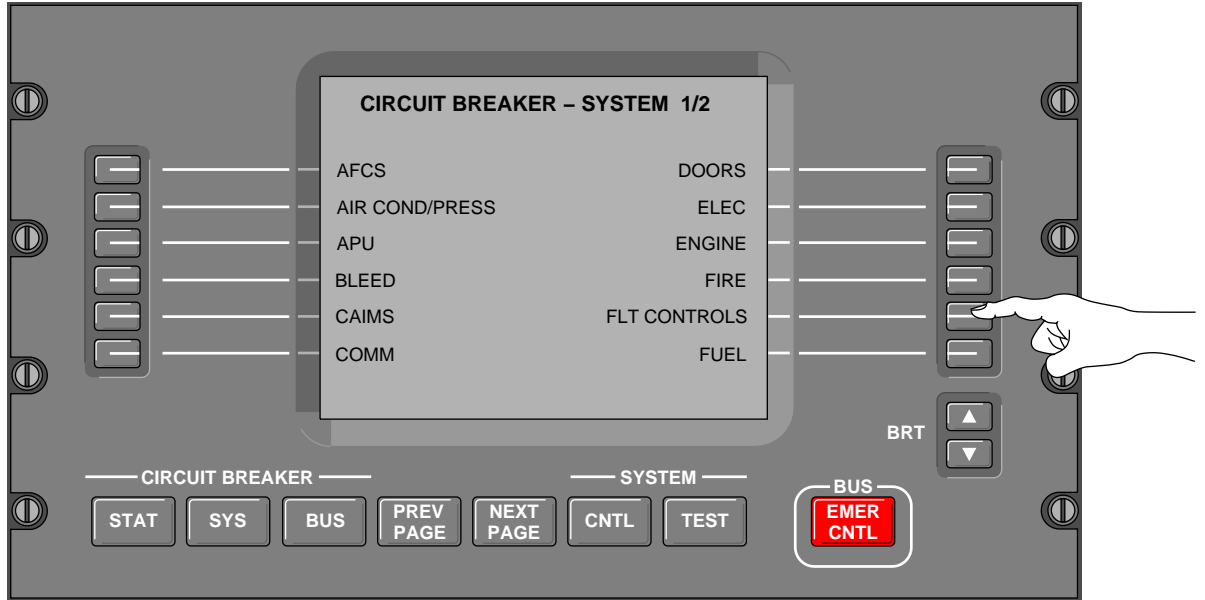 CIRCUIT BREAKER – SYSTEM 1/2
AFCS
DOORS
AIR COND/PRESS
ELEC
APU
ENGINE
BLEED
FIRE
CAIMS
FLT CONTROLS
COMM
FUEL
BRT
CIRCUIT BREAKER
SYSTEM
BUS
STAT
SYS
BUS
PREV
PAGE
NEXT
PAGE
CNTL
TEST
EMER
CNTL